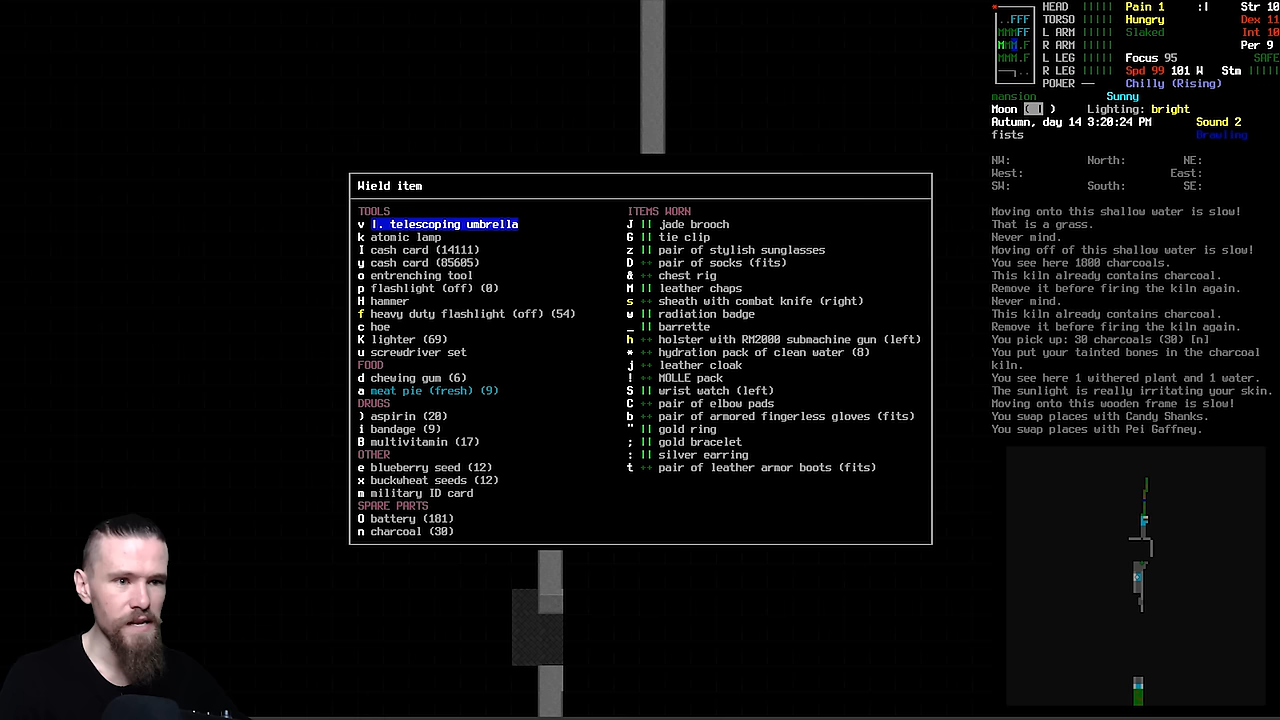 Wield item
TOOLS
v |. telescoping umbrella
k atomic lamp
I cash card (14111)
y cash card (85605)
o entrenching tool
p flashlight (off) (0)
H hammer
f heavy duty flashlight (off) (54)
c hoe
K lighter (69)
u screwdriver set
FOOD
d chewing gum (6)
a meat pie (fresh) (9)
DRUGS
) aspirin (20)
i bandage (9)
B multivitamin (17)
OTHER
e blueberry seed (12)
x buckwheat seeds (12)
m military ID card
SPARE PARTS
O battery (181)
n charcoal (30)
ITEMS WORN
J || jade brooch
G || tie clip
z || pair of stylish sunglasses
D ++ pair of socks (fits)
& ++ chest rig
M || leather chaps
s ++ sheath with combat knife (right)
w || radiation badge
_ || barrette
h ++ holster with RM2000 submachine gun (left)
* ++ hydration pack of clean water (8)
j ++ leather cloak
! ++ MOLLE pack
S || wrist watch (left)
C ++ pair of elbow pads
b ++ pair of armored fingerless gloves (fits)
" || gold ring
; || gold bracelet
: || silver earring
t ++ pair of leather armor boots (fits)
HEAD ||||| Pain 1 :| Str 10
TORSO ||||| Hungry Dex 11
L ARM ||||| Slaked Int 10
R ARM ||||| Per 9
L LEG ||||| Focus 95 SAFE
R LEG ||||| Spd 99 101 W Stm |||||
POWER -- Chilly (Rising)
mansion Sunny
Moon ( | ) Lighting: bright
Autumn, day 14 3:20:24 PM Sound 2
fists Drawling
NW: North: NE:
West: East:
SW: South: SE:
Moving onto this shallow water is slow!
That is a grass.
Never mind.
Moving off of this shallow water is slow!
You see here 1800 charcoals.
This kiln already contains charcoal.
Remove it before firing the kiln again.
Never mind.
This kiln already contains charcoal.
Remove it before firing the kiln again.
You pick up: 30 charcoals (30) [n]
You put your tainted bones in the charcoal
kiln.
You see here 1 withered plant and 1 water.
The sunlight is really irritating your skin.
Moving onto this wooden frame is slow!
You swap places with Candy Shanks.
You swap places with Pei Gaffney.